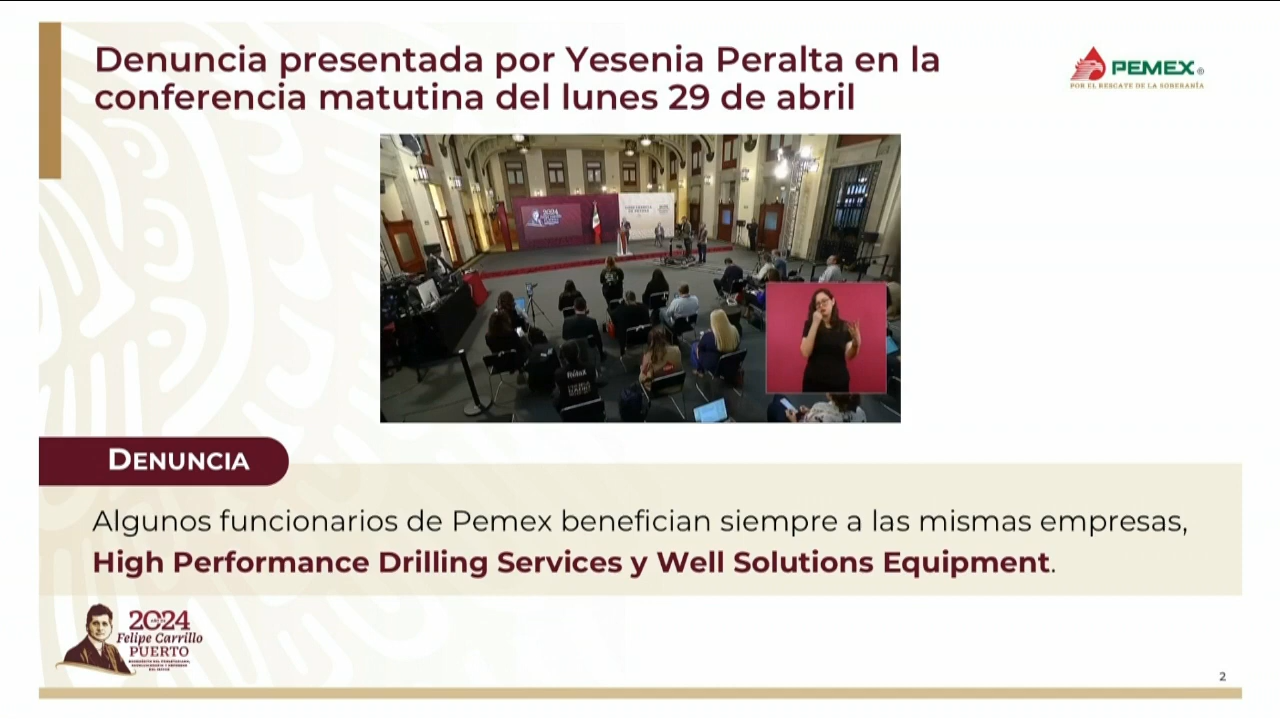 Denuncia presentada por Yesenia Peralta en la
conferencia matutina del lunes 29 de abril
PEMEX®
POR EL RESCATE DE LA SOBERANÍA
2024
DENUNCIA
Algunos funcionarios de Pemex benefician siempre a las mismas empresas,
High Performance Drilling Services y Well Solutions Equipment.
2024
Felipe Carrillo
PUERTO
2